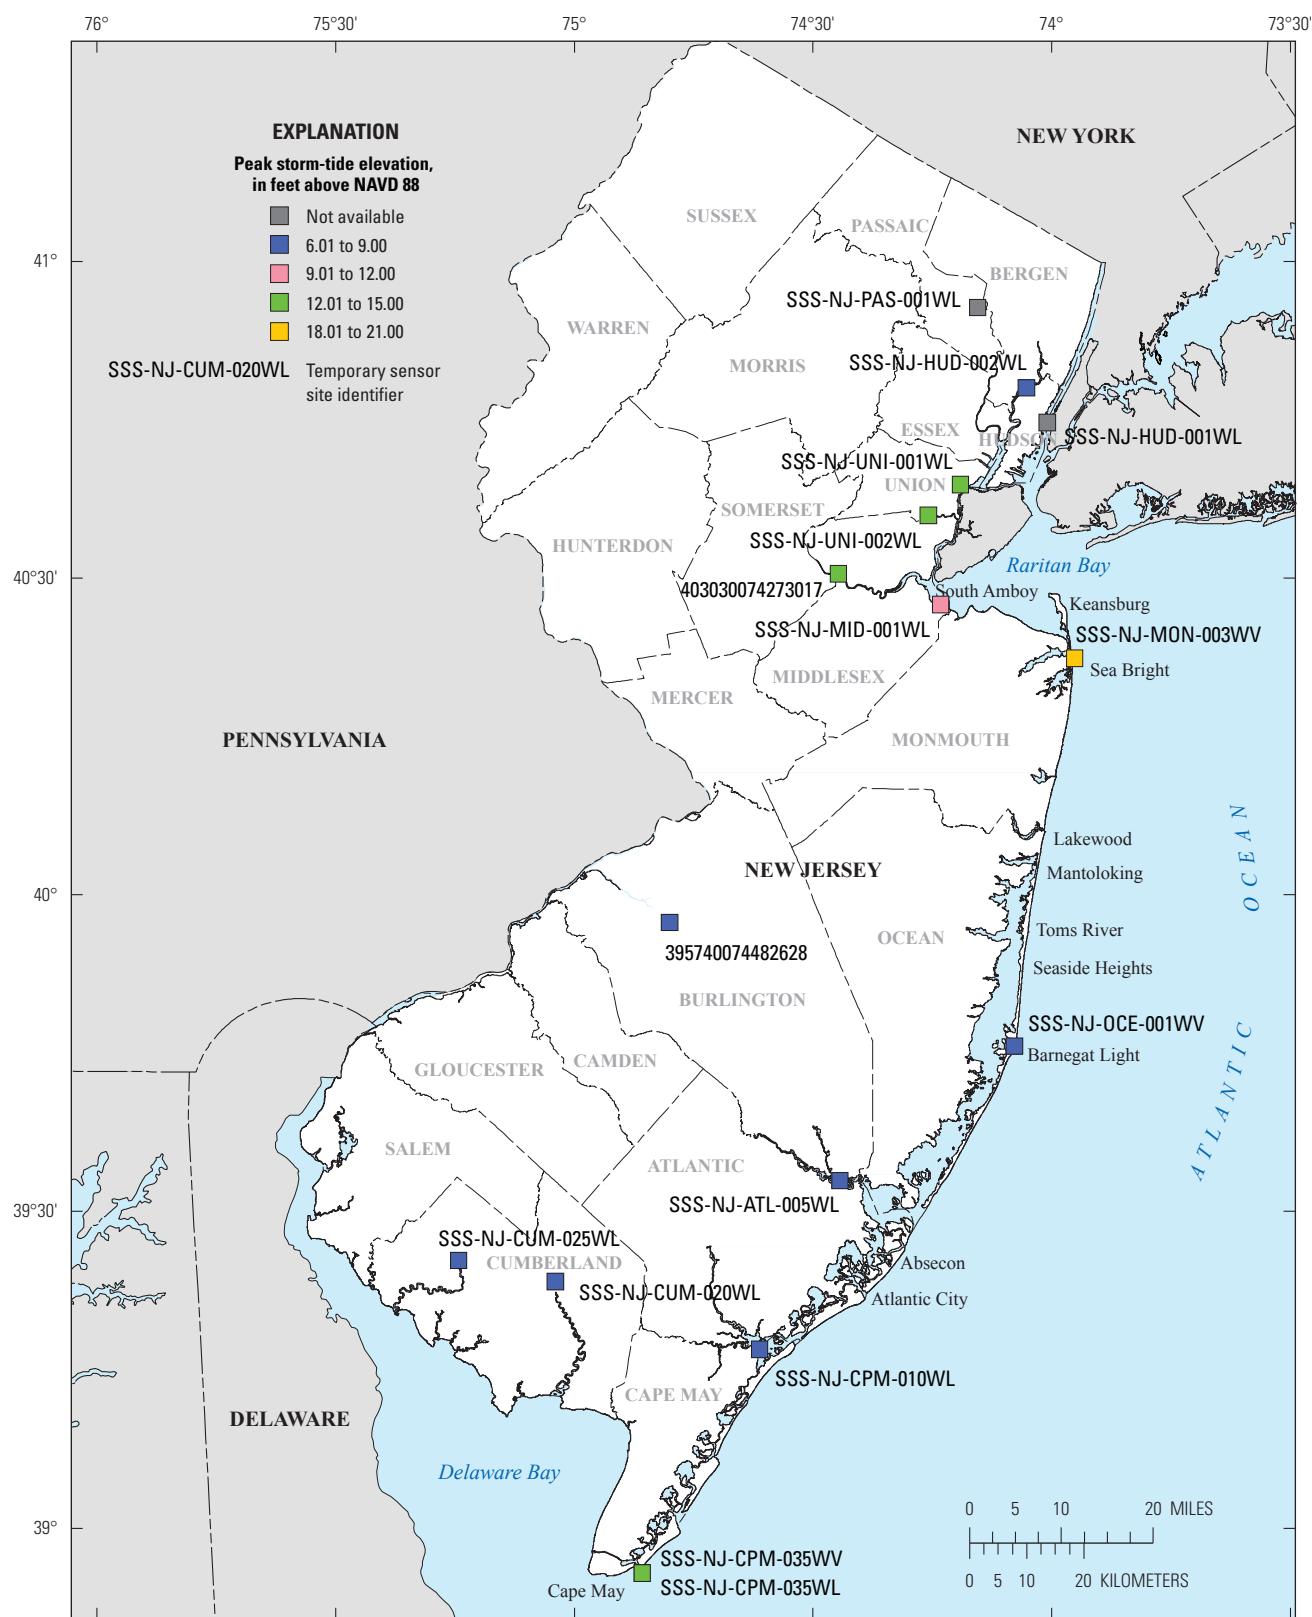 76°
75°30'
75°
74°30'
74°
73°30'
EXPLANATION
Peak storm-tide elevation,
in feet above NAVD 88
Not available
6.01 to 9.00
9.01 to 12.00
12.01 to 15.00
18.01 to 21.00
SSS-NJ-CUM-020WL
Temporary sensor
site identifier
NEW YORK
SUSSEX
PASSAIC
BERGEN
41°
SSS-NJ-PAS-001WL
WARREN
SSS-NJ-HUD-002WL
MORRIS
ESSEX
HUDSON
SSS-NJ-HUD-001WL
SSS-NJ-UNI-001WL
UNION
SOMERSET
SSS-NJ-UNI-002WL
HUNTERDON
Raritan Bay
40°30'
403030074273017
South Amboy
Keansburg
SSS-NJ-MID-001WL
SSS-NJ-MON-003WV
Sea Bright
MIDDLESEX
MERCER
PENNSYLVANIA
MONMOUTH
Lakewood
NEW JERSEY
Mantoloking
40°
ATLANTIC OCEAN
Toms River
OCEAN
395740074482628
Seaside Heights
BURLINGTON
SSS-NJ-OCE-001WV
Barnegat Light
CAMDEN
GLOUCESTER
SALEM
ATLANTIC
SSS-NJ-ATL-005WL
39°30'
SSS-NJ-CUM-025WL
CUMBERLAND
Absecon
SSS-NJ-CUM-020WL
Atlantic City
SSS-NJ-CPM-010WL
CAPE MAY
DELAWARE
Delaware Bay
0 5 10 20 MILES
39°
SSS-NJ-CPM-035WV
0 5 10 20 KILOMETERS
SSS-NJ-CPM-035WL
Cape May